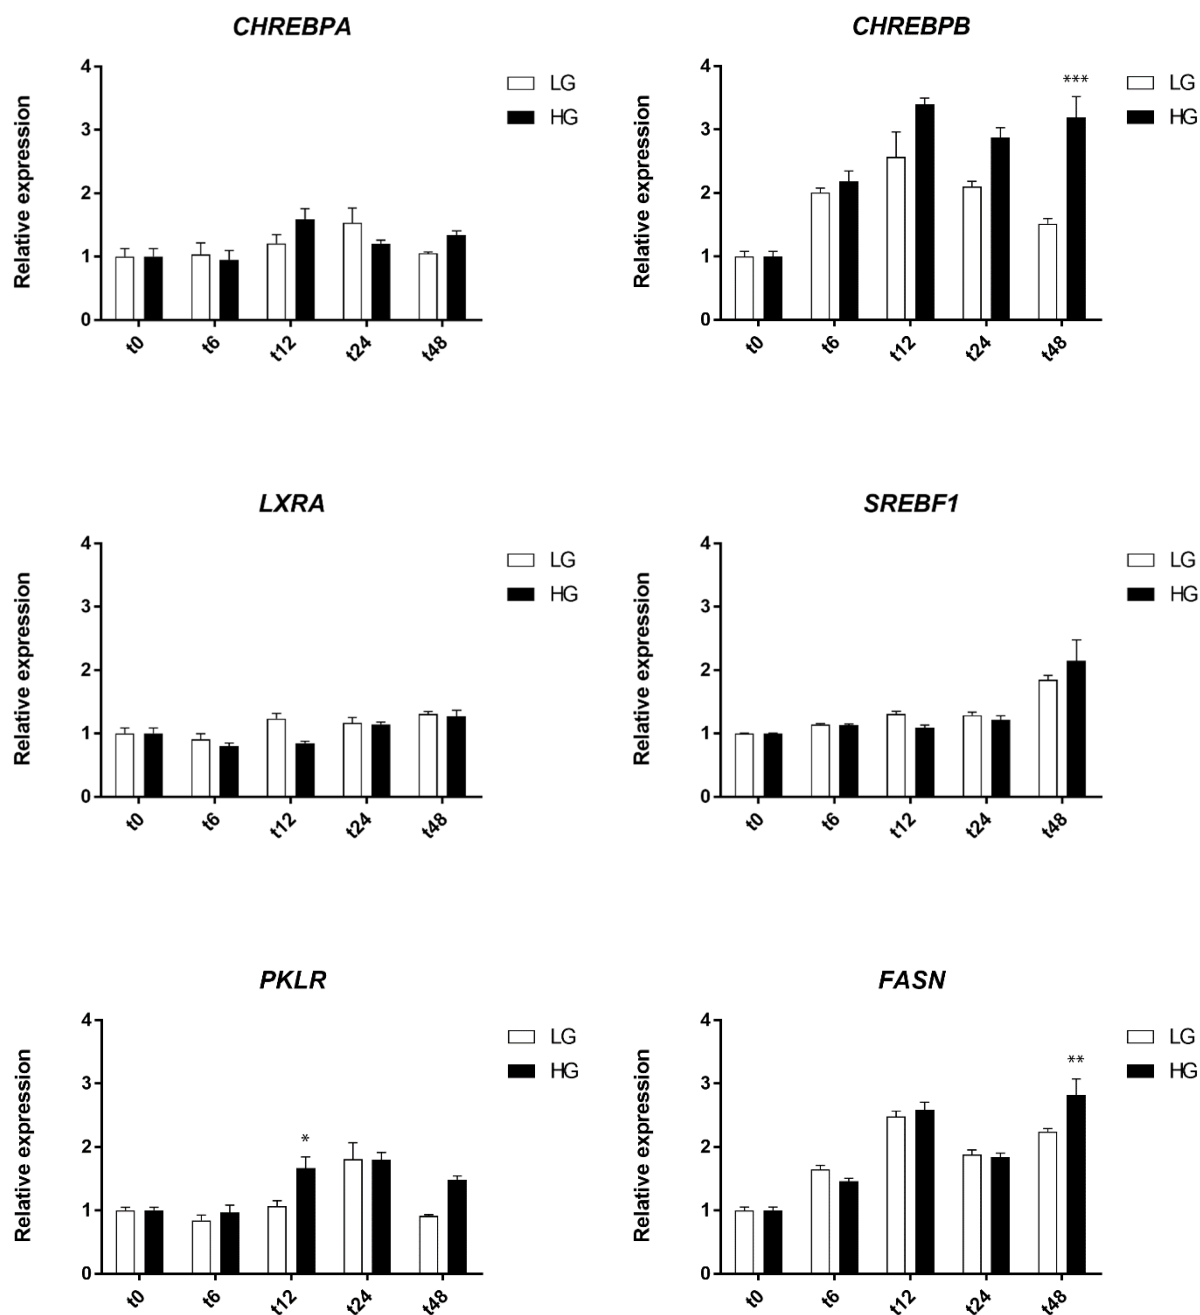 CHREBPA
4
3
2
1
0
Relative expression
LG
HG
t0
t6
t12
t24
t48
CHREBPB
4
3
2
1
0
Relative expression
***
LG
HG
t0
t6
t12
t24
t48
LXRA
4
3
2
1
0
Relative expression
LG
HG
t0
t6
t12
t24
t48
SREBF1
4
3
2
1
0
Relative expression
LG
HG
t0
t6
t12
t24
t48
PKLR
4
3
2
1
0
Relative expression
*
LG
HG
t0
t6
t12
t24
t48
FASN
4
3
2
1
0
Relative expression
**
LG
HG
t0
t6
t12
t24
t48